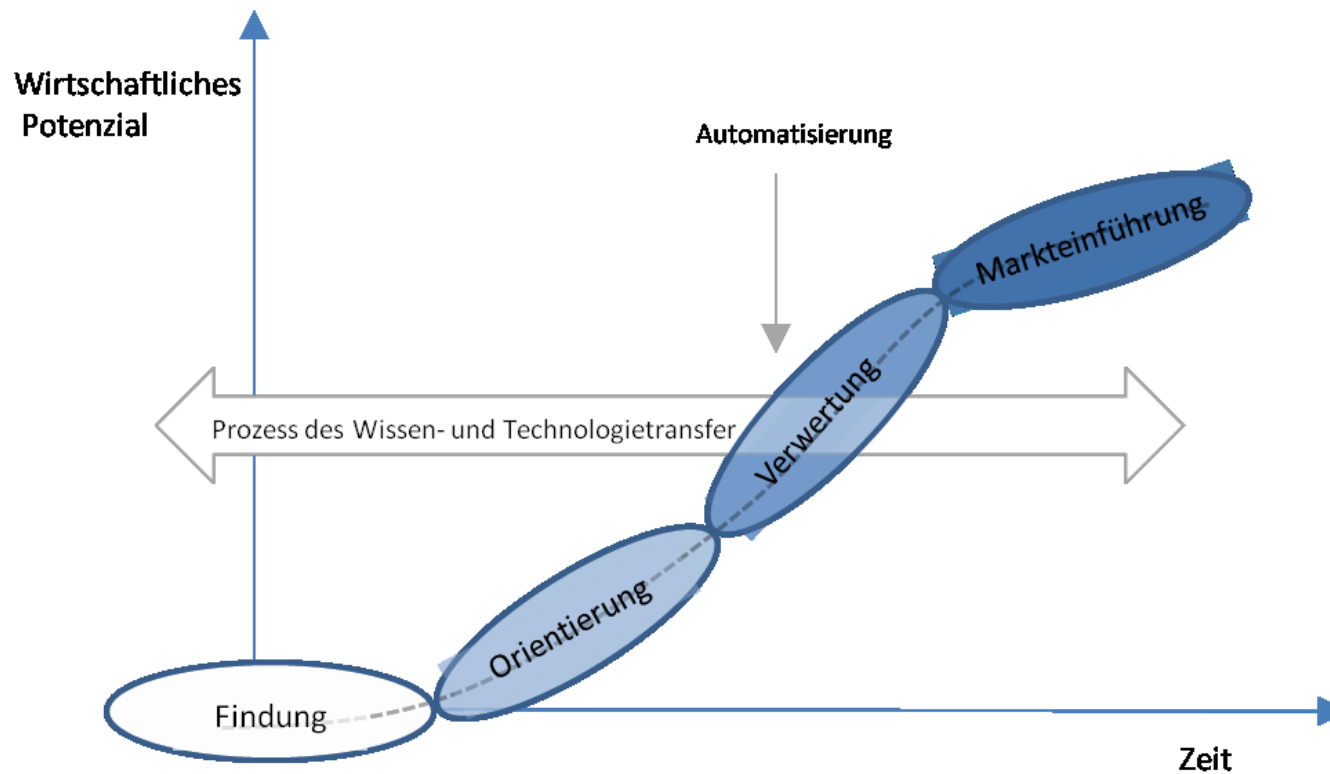 Wirtschaftliches
Potenzial
Automatisierung
Markteinführung
Prozess des Wissen- und Technologietransfer
Verwertung
Orientierung
Findung
Zeit